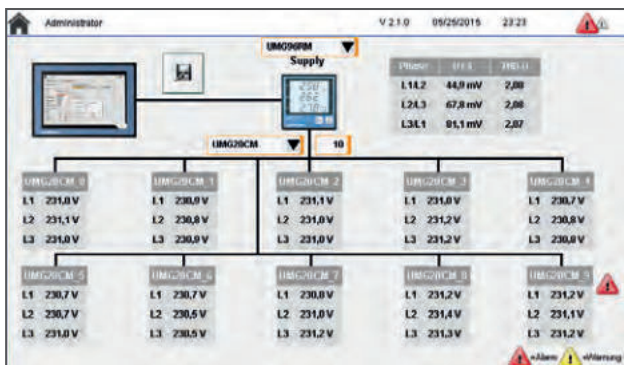 Administrator V 2.1.0 05/25/2015 23:23
UMG96RM
Supply
Phase THD-U
L1/L2 44,9 mV 2,08
L2/L3 67,8 mV 2,08
L3/L1 81,1 mV 2,07
UMG20CM 10
UMG20CM_0 UMG20CM_1 UMG20CM_2 UMG20CM_3 UMG20CM_4
L1 231,0 V L1 230,9 V L1 231,1 V L1 231,0 V L1 230,7 V
L2 231,1 V L2 230,8 V L2 231,0 V L2 231,2 V L2 230,8 V
L3 231,0 V L3 230,9 V L3 231,0 V L3 231,2 V L3 230,8 V
UMG20CM_5 UMG20CM_6 UMG20CM_7 UMG20CM_8 UMG20CM_9
L1 230,7 V L1 230,7 V L1 230,8 V L1 231,2 V L1 231,2 V
L2 230,7 V L2 230,5 V L2 231,0 V L2 231,4 V L2 231,1 V
L3 231,0 V L3 230,5 V L3 231,2 V L3 231,3 V L3 231,2 V
=Alarm =Warnung